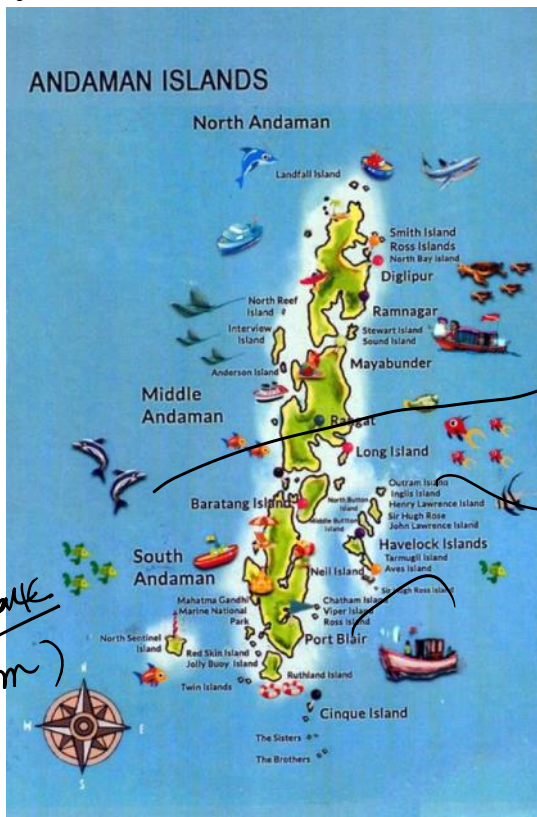 ANDAMAN ISLANDS
North Andaman
Landfall Island
Smith Island
Ross Islands
North Bay Island
Diglipur
North Reef
Island
Ramnagar
Interview
Island
Stewart Island
Sound Island
Mayabunder
Anderson Island
Middle
Andaman
Rangat
Long Island
Outram Island
Inglis Island
Henry Lawrence Island
Sir Hugh Rose
John Lawrence Island
Baratang Island
North Button
Island
Middle Buttton
Island
Havelock Islands
Tarmugli Island
Aves Island
South
Andaman
Neil Island
Sir Hugh Ross Island
Mahatma Gandhi
Marine National
Park
Chatham Island
Viper Island
Ross Island
North Sentinel
Island
Port Blair
Red Skin Island
Jolly Buoy Island
Ruthland Island
Twin Islands
Cinque Island
The Sisters
The Brothers
E
S